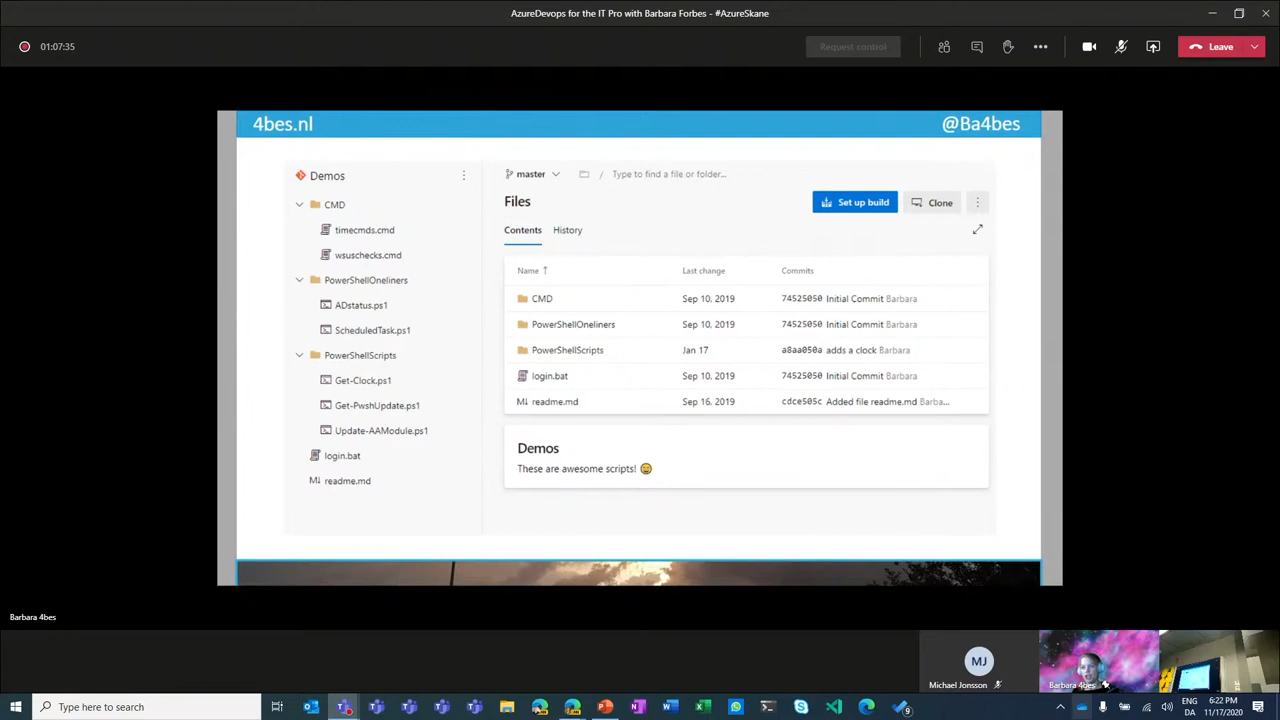 AzureDevops for the IT Pro with Barbara Forbes - #AzureSkane
01:07:35
Request control
Leave
4bes.nl
@Ba4bes
Demos
CMD
timecmds.cmd
wsuschecks.cmd
PowerShellOneliners
ADstatus.ps1
ScheduledTask.ps1
PowerShellScripts
Get-Clock.ps1
Get-PwshUpdate.ps1
Update-AAModule.ps1
login.bat
readme.md
master / Type to find a file or folder...
Files
Set up build
Clone
Contents History
Name Last change Commits
CMD Sep 10, 2019 74525050 Initial Commit Barbara
PowerShellOneliners Sep 10, 2019 74525050 Initial Commit Barbara
PowerShellScripts Jan 17 a8aa050a adds a clock Barbara
login.bat Sep 10, 2019 74525050 Initial Commit Barbara
readme.md Sep 16, 2019 cdce505c Added file readme.md Barba...
Demos
These are awesome scripts! 😄
Barbara 4bes
MJ
Michael Jonsson
Barbara 4bes
Type here to search
9
ENG
DA
6:22 PM
11/17/2020